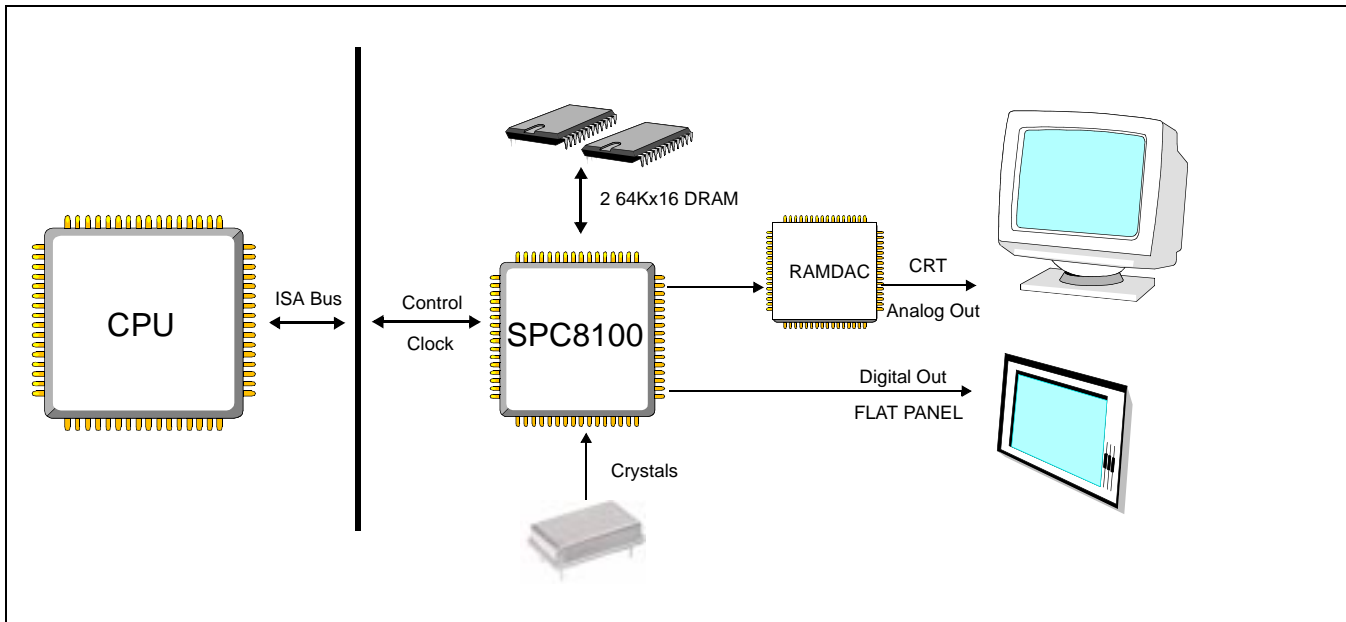 2 64Kx16 DRAM
CPU
ISA Bus
Control
Clock
SPC8100
RAMDAC
CRT
Analog Out
Digital Out
FLAT PANEL
Crystals